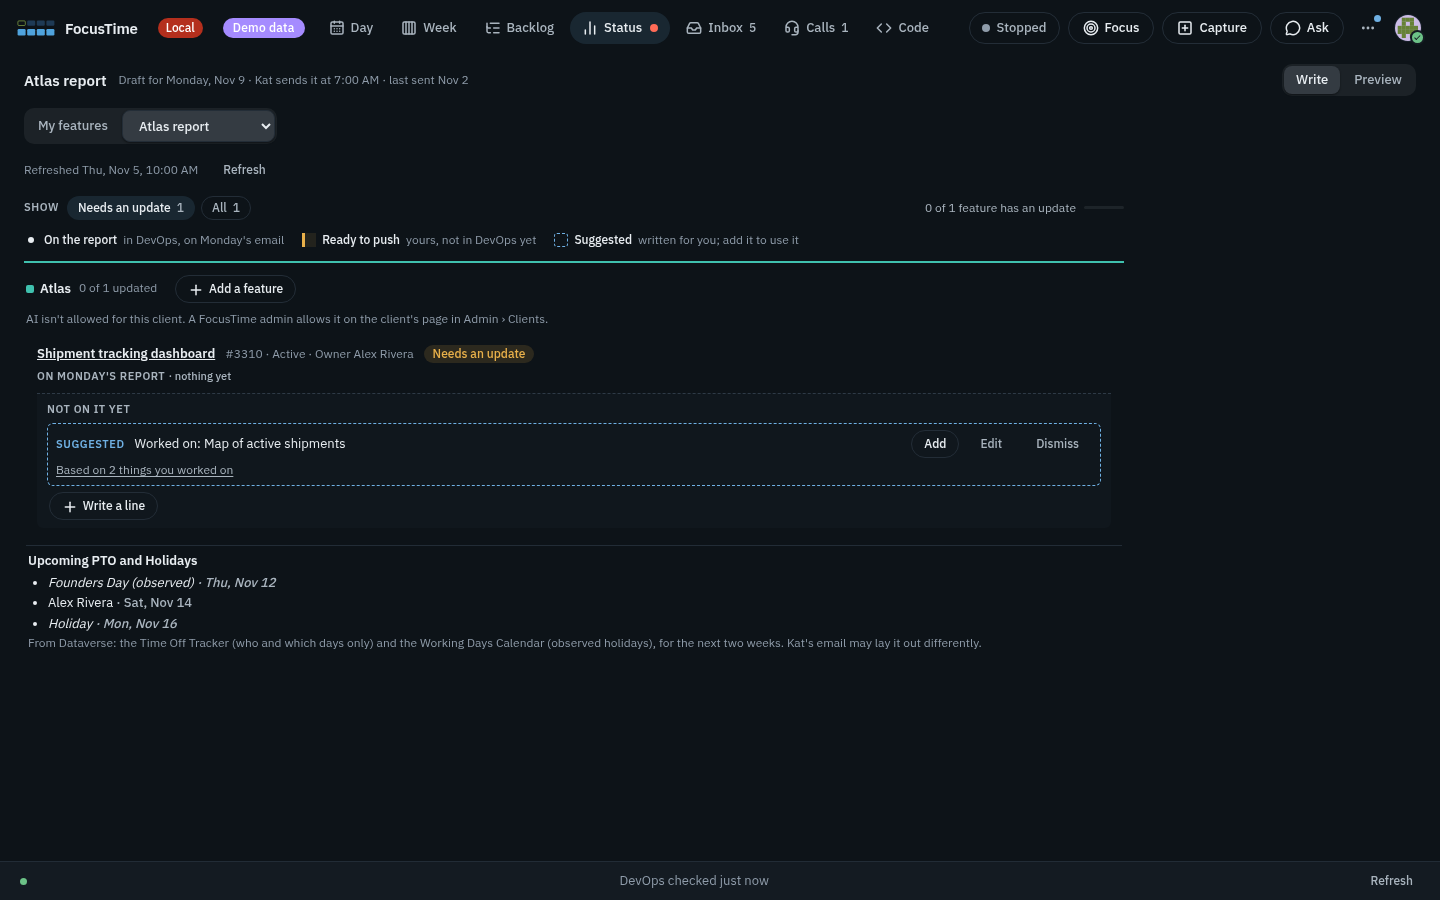 FocusTime Local Demo data Day Week Backlog Status Inbox 5 Calls 1 Code Stopped Focus Capture Ask
Atlas report Draft for Monday, Nov 9 · Kat sends it at 7:00 AM · last sent Nov 2 Write Preview
My features Atlas report
Refreshed Thu, Nov 5, 10:00 AM Refresh
SHOW Needs an update 1 All 1 0 of 1 feature has an update
On the report in DevOps, on Monday's email Ready to push yours, not in DevOps yet Suggested written for you; add it to use it
Atlas 0 of 1 updated Add a feature
AI isn't allowed for this client. A FocusTime admin allows it on the client's page in Admin › Clients.
Shipment tracking dashboard #3310 · Active · Owner Alex Rivera Needs an update
ON MONDAY'S REPORT · nothing yet
NOT ON IT YET
SUGGESTED Worked on: Map of active shipments Add Edit Dismiss
Based on 2 things you worked on
Write a line
Upcoming PTO and Holidays
• Founders Day (observed) · Thu, Nov 12
• Alex Rivera · Sat, Nov 14
• Holiday · Mon, Nov 16
From Dataverse: the Time Off Tracker (who and which days only) and the Working Days Calendar (observed holidays), for the next two weeks. Kat's email may lay it out differently.
DevOps checked just now Refresh